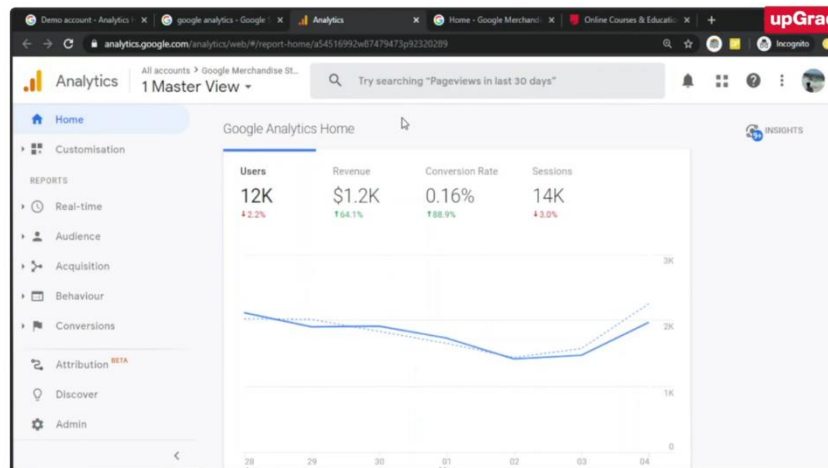 Demo account - Analytics
google analytics - Google
Analytics
Home - Google Merchandi
Online Courses & Educatio
upGrad
analytics.google.com/analytics/web/#/report-home/a54516992w87479473p92320289
Incognito
Analytics
All accounts > Google Merchandise St...
1 Master View
Try searching "Pageviews in last 30 days"
Home
Customisation
REPORTS
Real-time
Audience
Acquisition
Behaviour
Conversions
Attribution BETA
Discover
Admin
Google Analytics Home
INSIGHTS
Users
Revenue
Conversion Rate
Sessions
12K
$1.2K
0.16%
14K
2.2%
64.1%
88.9%
3.0%
3K
2K
1K
0
28
29
30
01
02
03
04